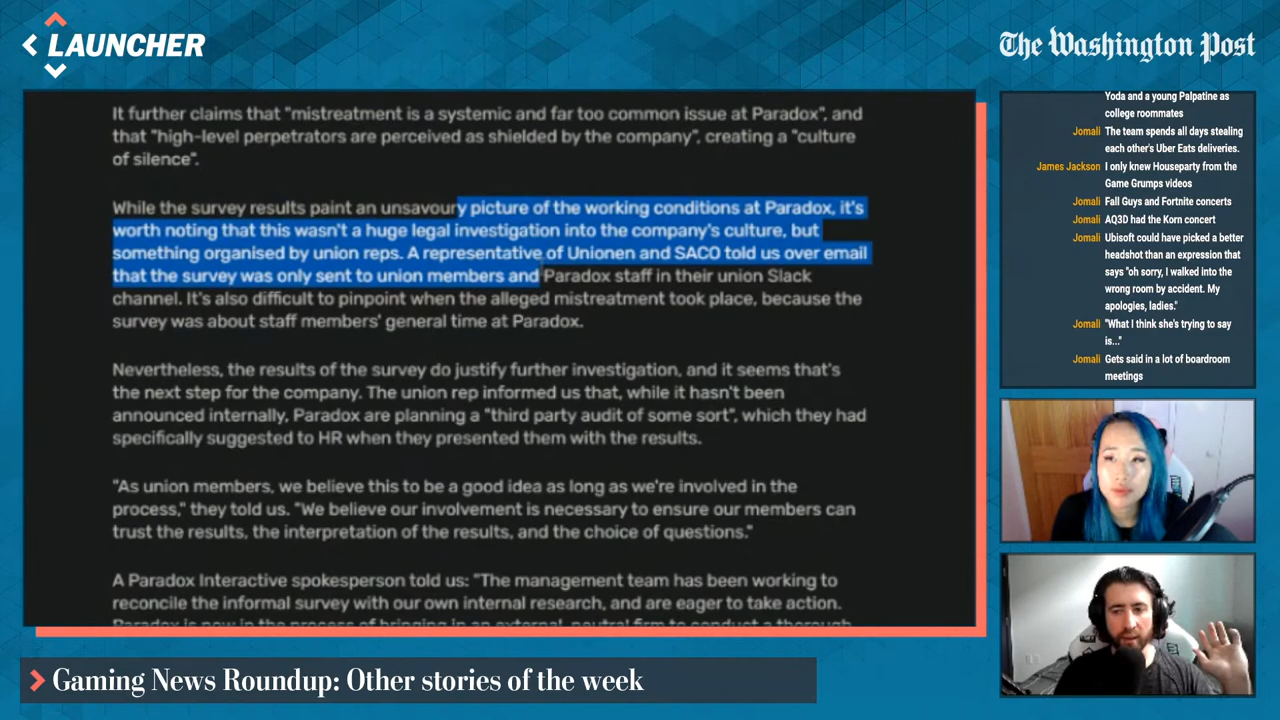 LAUNCHER
The Washington Post
It further claims that "mistreatment is a systemic and far too common issue at Paradox", and
that "high-level perpetrators are perceived as shielded by the company", creating a "culture
of silence".
While the survey results paint an unsavoury picture of the working conditions at Paradox, it's
worth noting that this wasn't a huge legal investigation into the company's culture, but
something organised by union reps. A representative of Unionen and SACO told us over email
that the survey was only sent to union members and Paradox staff in their union Slack
channel. It's also difficult to pinpoint when the alleged mistreatment took place, because the
survey was about staff members' general time at Paradox.
Nevertheless, the results of the survey do justify further investigation, and it seems that's
the next step for the company. The union rep informed us that, while it hasn't been
announced internally, Paradox are planning a "third party audit of some sort", which they had
specifically suggested to HR when they presented them with the results.
"As union members, we believe this to be a good idea as long as we're involved in the
process," they told us. "We believe our involvement is necessary to ensure our members can
trust the results, the interpretation of the results, and the choice of questions."
A Paradox Interactive spokesperson told us: "The management team has been working to
reconcile the informal survey with our own internal research, and are eager to take action.
Paradox is now in the process of bringing in an external, neutral firm to conduct a thorough
Yoda and a young Palpatine as
college roommates
Jomali The team spends all days stealing
each other's Uber Eats deliveries.
James Jackson I only knew Houseparty from the
Game Grumps videos
Jomali Fall Guys and Fortnite concerts
Jomali AQ3D had the Korn concert
Jomali Ubisoft could have picked a better
headshot than an expression that
says "oh sorry, I walked into the
wrong room by accident. My
apologies, ladies."
Jomali "What I think she's trying to say
is..."
Jomali Gets said in a lot of boardroom
meetings
Gaming News Roundup: Other stories of the week